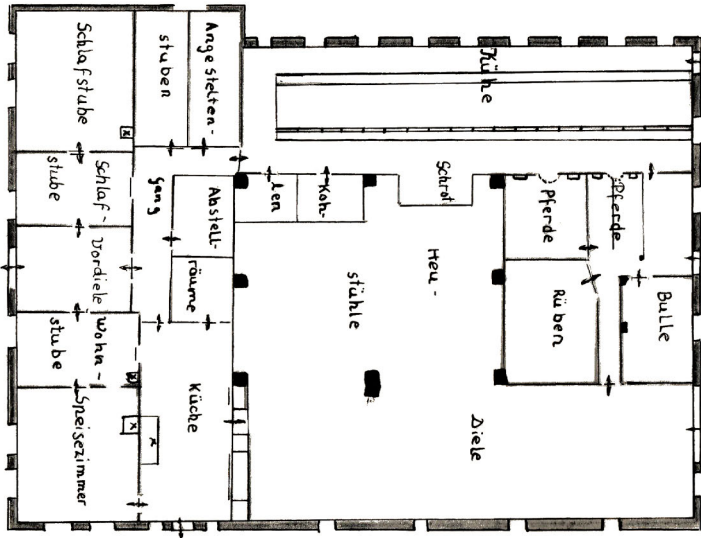 Schlafstube
stuben
Angestelten-
Kühe
Schlaf-
stube
gang
Abstell-
räume
len
Koh-
Schrot
Pferde
Pferde
Vordiele
Heu-
stühle
Rüben
Bulle
Wohn-
stube
Küche
Speisezimmer
Diele
x
x
x
x